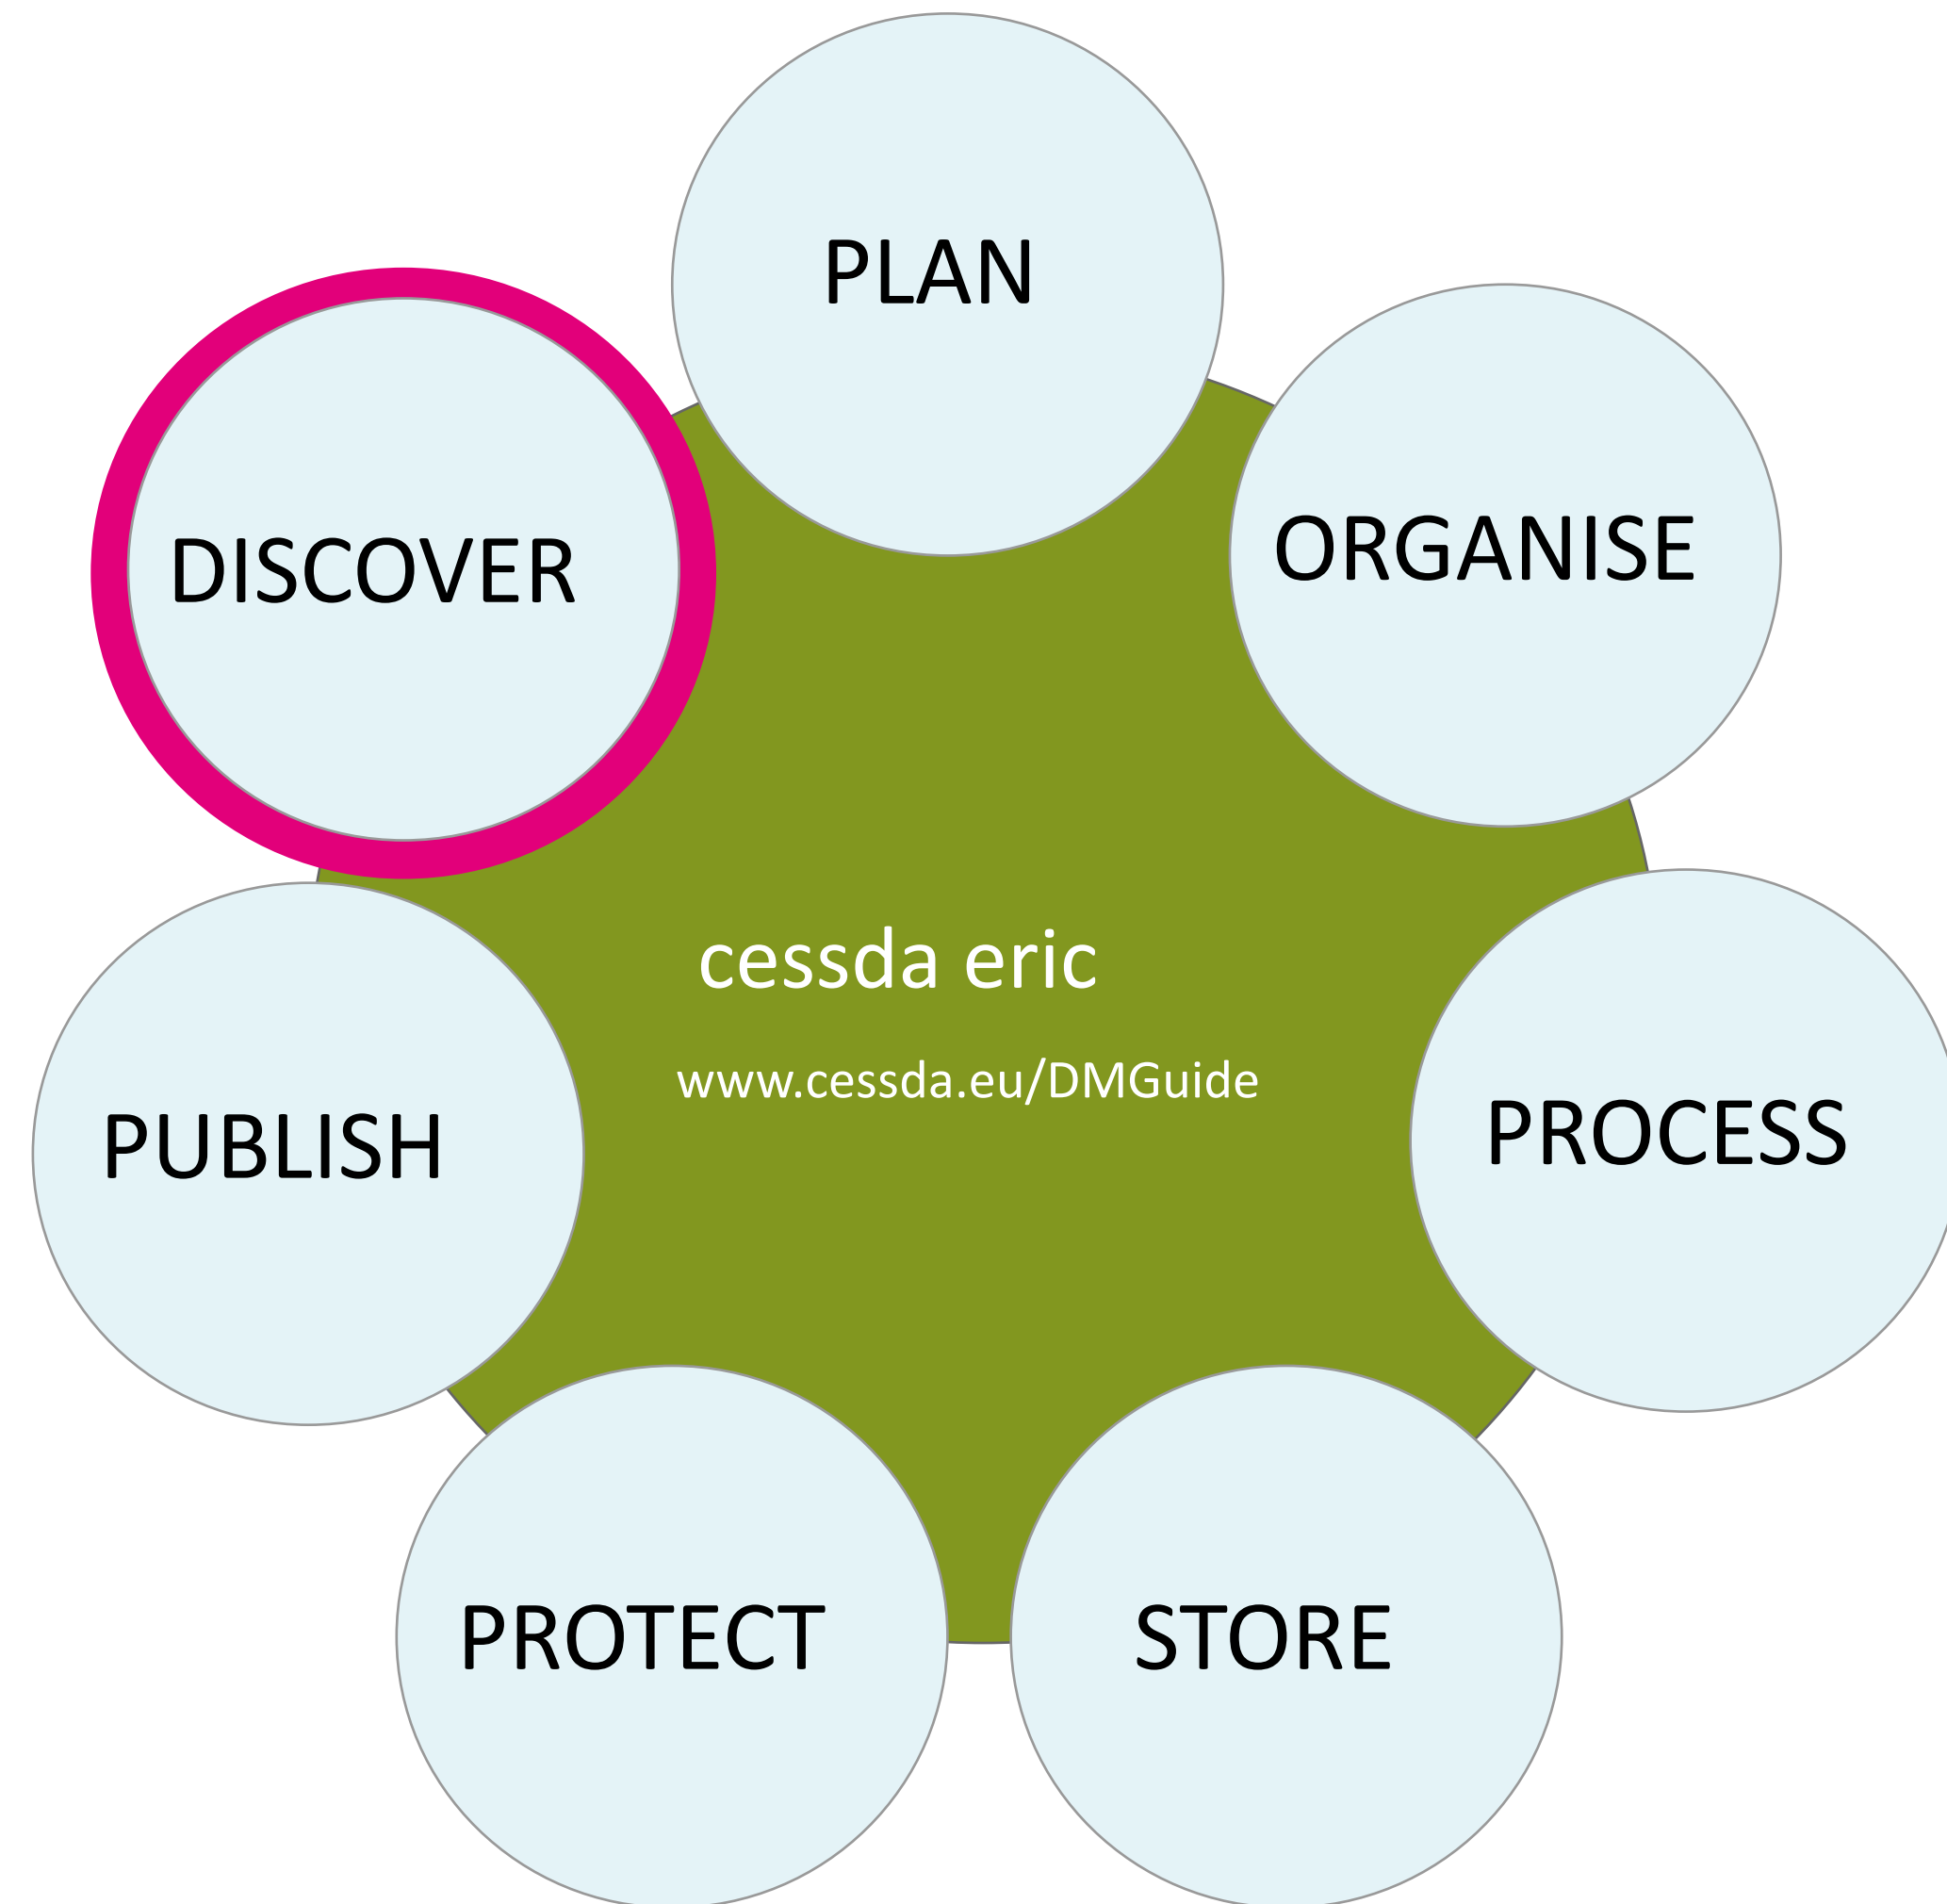 PLAN
ORGANISE
DISCOVER
cessda eric
www.cessda.eu/DMGuide
PROCESS
PUBLISH
PROTECT
STORE